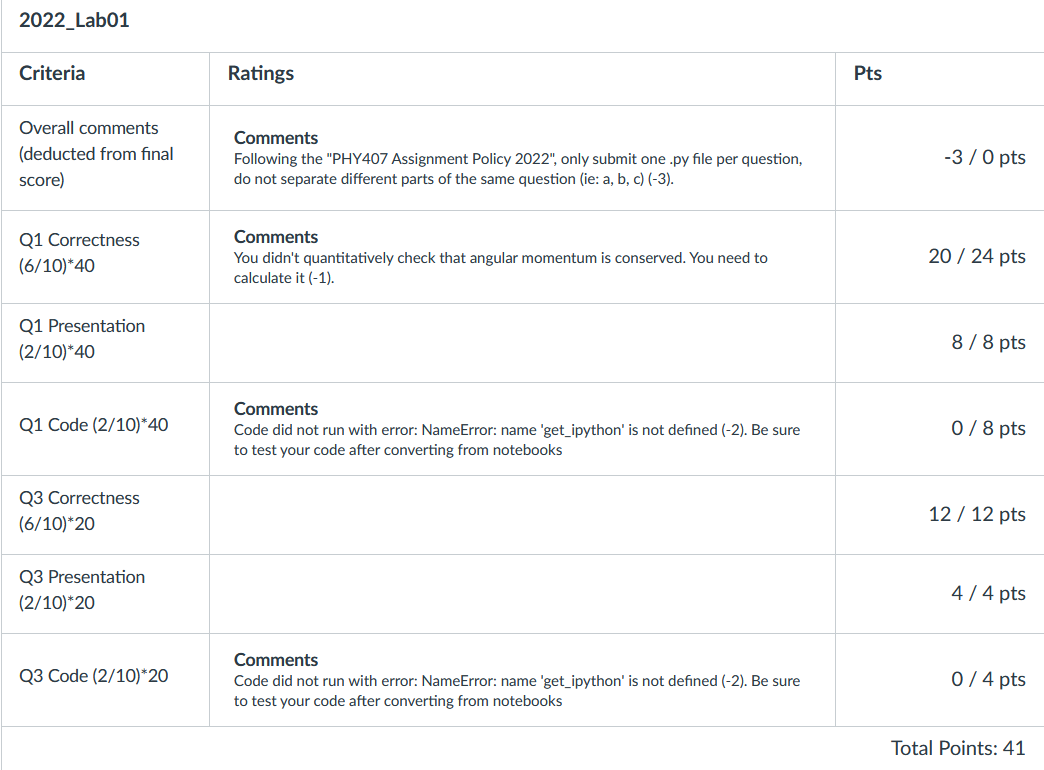 2022_Lab01
Criteria
Ratings
Pts
Overall comments
(deducted from final
score)
Comments
Following the "PHY407 Assignment Policy 2022", only submit one .py file per question,
do not separate different parts of the same question (ie: a, b, c) (-3).
-3 / 0 pts
Q1 Correctness
(6/10)*40
Comments
You didn't quantitatively check that angular momentum is conserved. You need to
calculate it (-1).
20 / 24 pts
Q1 Presentation
(2/10)*40
8 / 8 pts
Q1 Code (2/10)*40
Comments
Code did not run with error: NameError: name 'get_ipython' is not defined (-2). Be sure
to test your code after converting from notebooks
0 / 8 pts
Q3 Correctness
(6/10)*20
12 / 12 pts
Q3 Presentation
(2/10)*20
4 / 4 pts
Q3 Code (2/10)*20
Comments
Code did not run with error: NameError: name 'get_ipython' is not defined (-2). Be sure
to test your code after converting from notebooks
0 / 4 pts
Total Points: 41